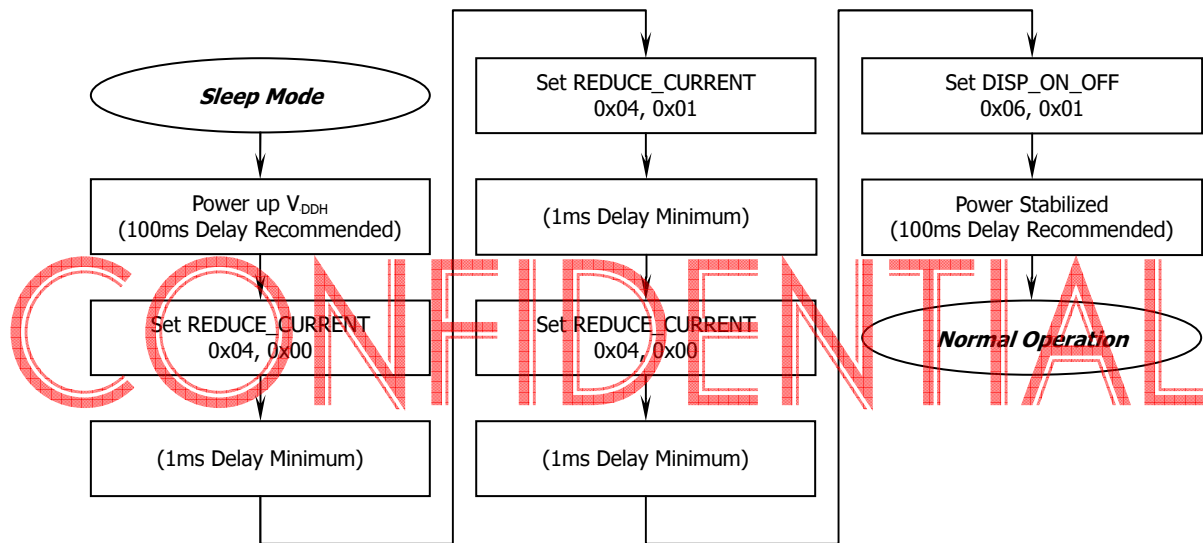 Sleep Mode
Power up VDDH
(100ms Delay Recommended)
Set REDUCE_CURRENT
0x04, 0x00
(1ms Delay Minimum)
Set REDUCE_CURRENT
0x04, 0x01
(1ms Delay Minimum)
Set REDUCE_CURRENT
0x04, 0x00
(1ms Delay Minimum)
Set DISP_ON_OFF
0x06, 0x01
Power Stabilized
(100ms Delay Recommended)
Normal Operation
CONFIDENTIAL